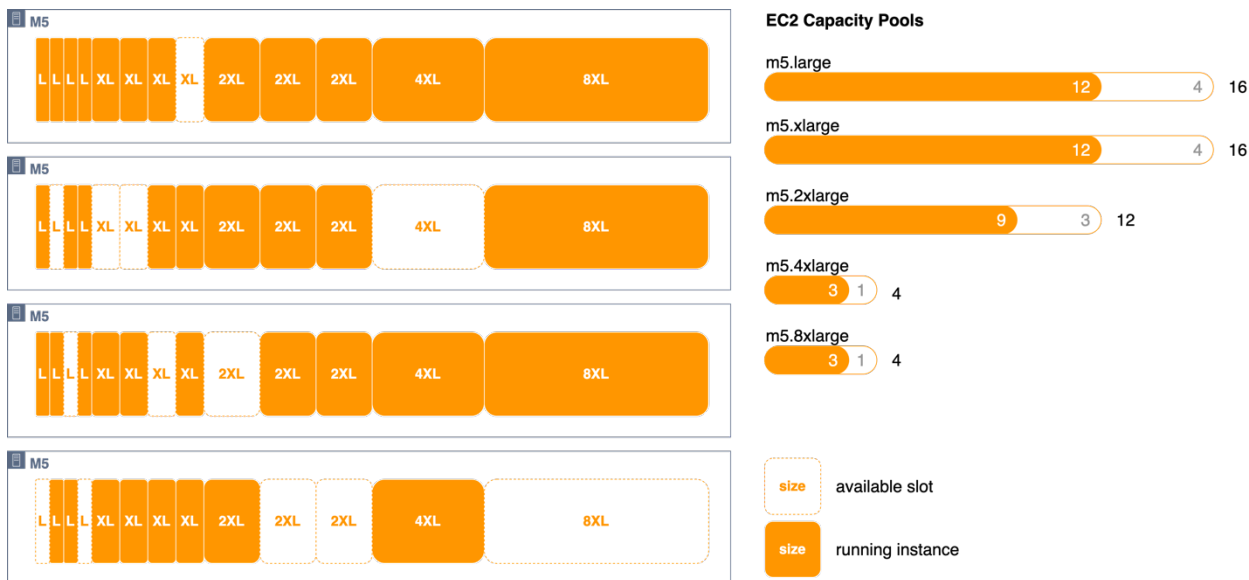 M5
L L L L XL XL XL XL 2XL 2XL 2XL 4XL 8XL
M5
L L L L XL XL XL XL 2XL 2XL 2XL 4XL 8XL
M5
L L L L XL XL XL XL 2XL 2XL 2XL 4XL 8XL
M5
L L L L XL XL XL XL 2XL 2XL 2XL 4XL 8XL
EC2 Capacity Pools
m5.large
12 4 16
m5.xlarge
12 4 16
m5.2xlarge
9 3 12
m5.4xlarge
3 1 4
m5.8xlarge
3 1 4
size available slot
size running instance